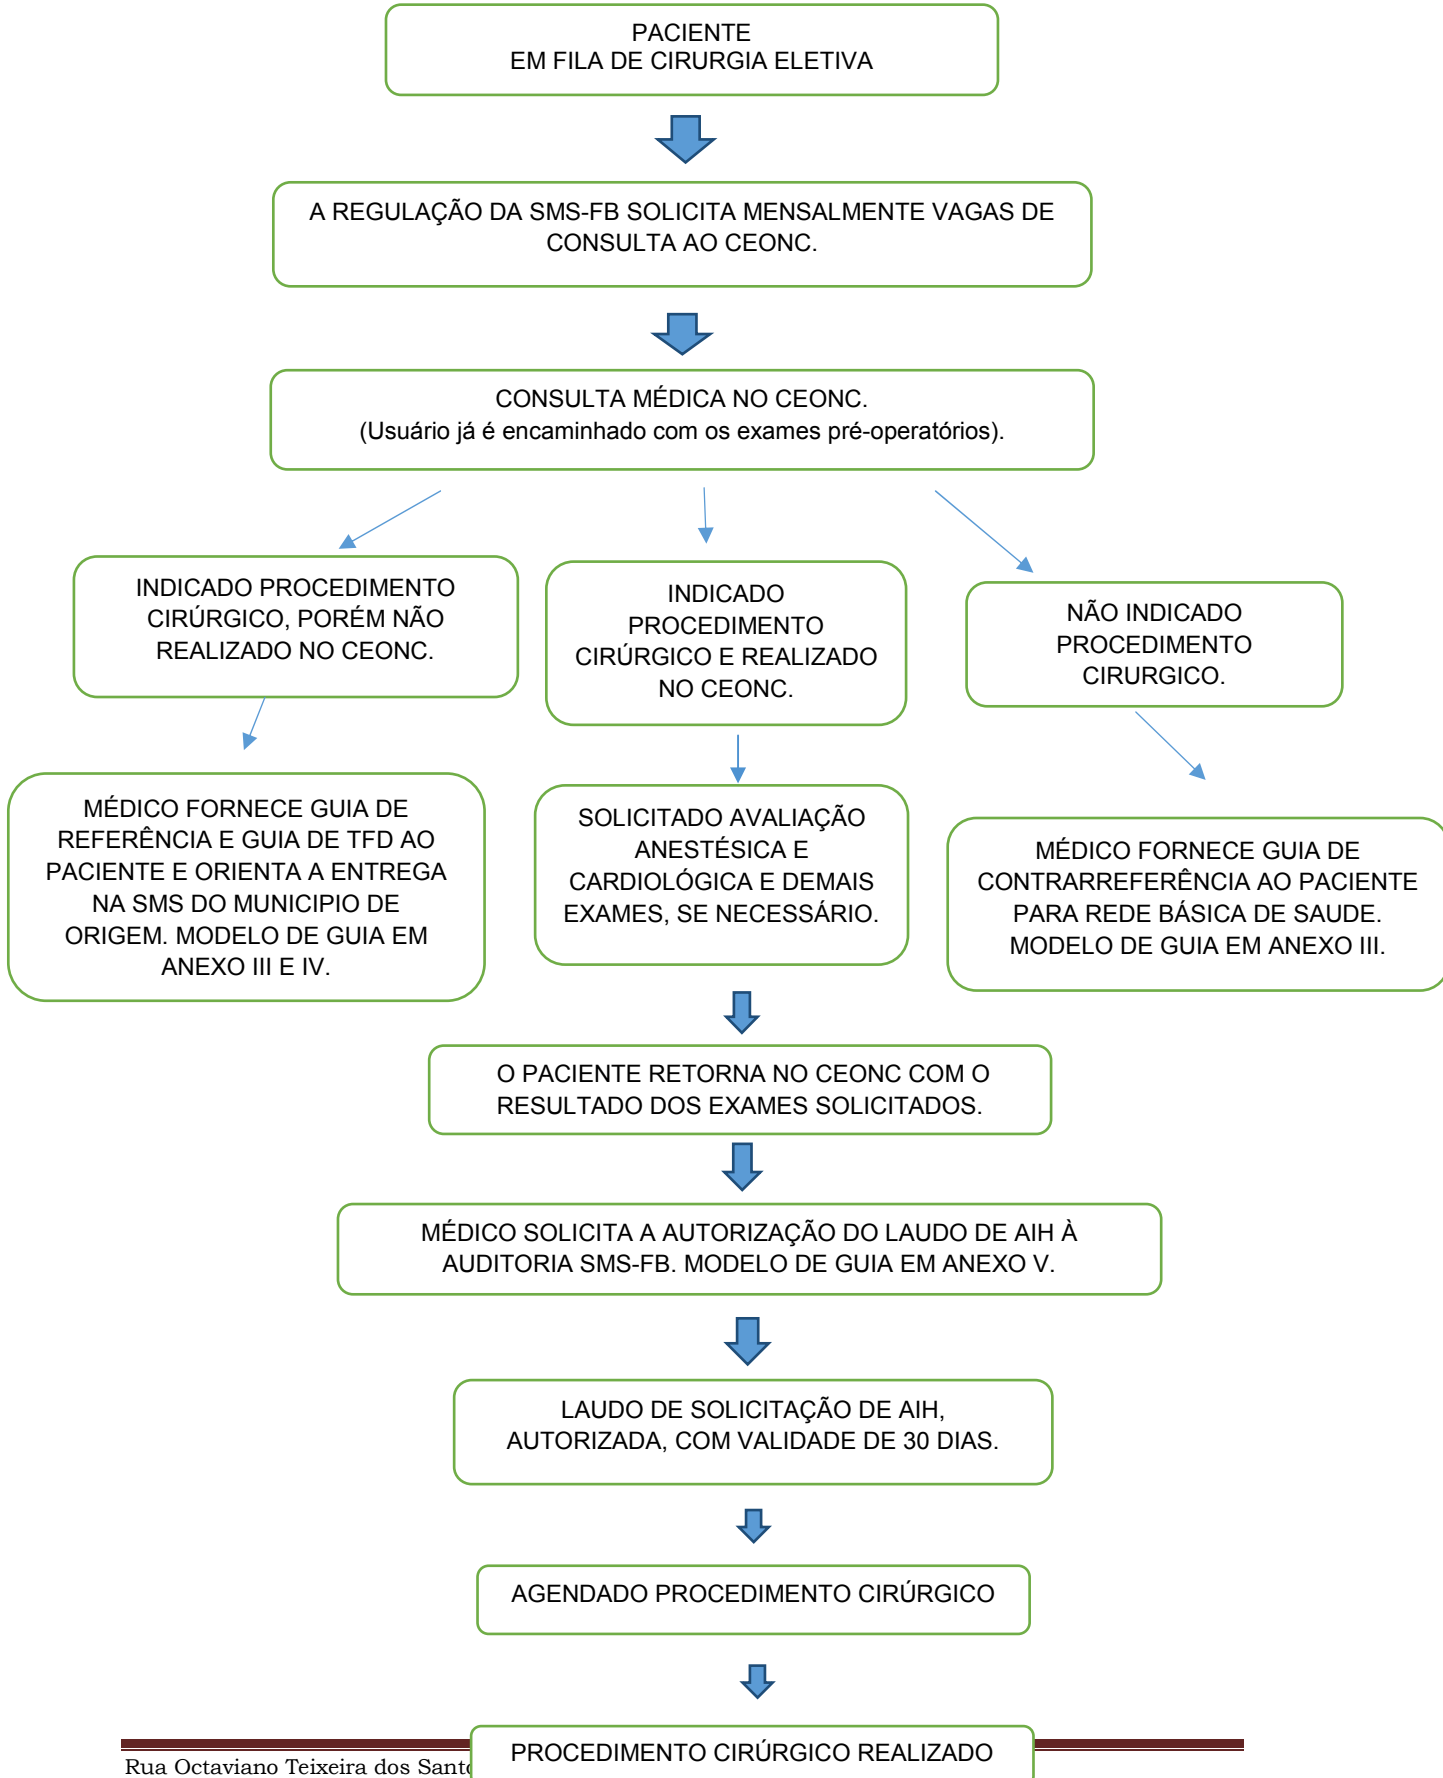 PACIENTE
EM FILA DE CIRURGIA ELETIVA
A REGULAÇÃO DA SMS-FB SOLICITA MENSALMENTE VAGAS DE
CONSULTA AO CEONC.
CONSULTA MÉDICA NO CEONC.
(Usuário já é encaminhado com os exames pré-operatórios).
INDICADO PROCEDIMENTO
CIRÚRGICO, PORÉM NÃO
REALIZADO NO CEONC.
INDICADO
PROCEDIMENTO
CIRÚRGICO E REALIZADO
NO CEONC.
NÃO INDICADO
PROCEDIMENTO
CIRURGICO.
MÉDICO FORNECE GUIA DE
REFERÊNCIA E GUIA DE TFD AO
PACIENTE E ORIENTA A ENTREGA
NA SMS DO MUNICIPIO DE
ORIGEM. MODELO DE GUIA EM
ANEXO III E IV.
SOLICITADO AVALIAÇÃO
ANESTÉSICA E
CARDIOLÓGICA E DEMAIS
EXAMES, SE NECESSÁRIO.
MÉDICO FORNECE GUIA DE
CONTRARREFERÊNCIA AO PACIENTE
PARA REDE BÁSICA DE SAUDE.
MODELO DE GUIA EM ANEXO III.
O PACIENTE RETORNA NO CEONC COM O
RESULTADO DOS EXAMES SOLICITADOS.
MÉDICO SOLICITA A AUTORIZAÇÃO DO LAUDO DE AIH À
AUDITORIA SMS-FB. MODELO DE GUIA EM ANEXO V.
LAUDO DE SOLICITAÇÃO DE AIH,
AUTORIZADA, COM VALIDADE DE 30 DIAS.
AGENDADO PROCEDIMENTO CIRÚRGICO
PROCEDIMENTO CIRÚRGICO REALIZADO
Rua Octaviano Teixeira dos